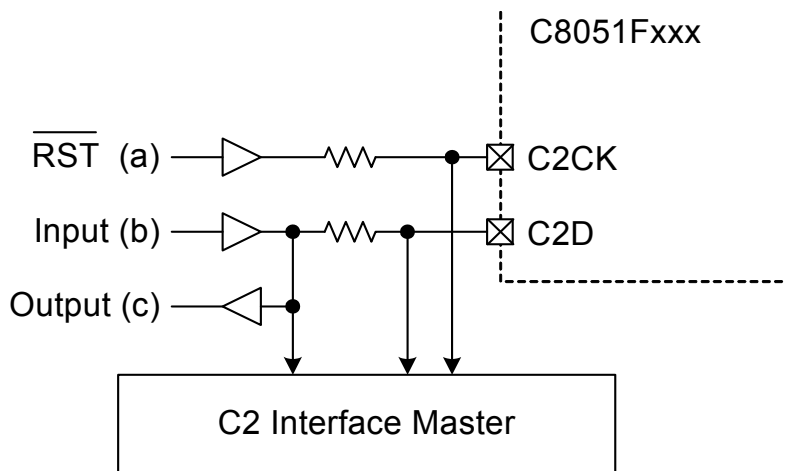 C8051Fxxx
RST (a)
C2CK
Input (b)
C2D
Output (c)
C2 Interface Master